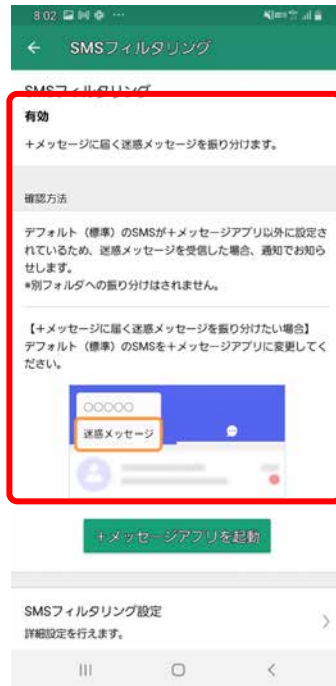 8:02
SMSフィルタリング
SMSフィルタリング
有効
+メッセージに届く迷惑メッセージを振り分けます。
確認方法
デフォルト（標準）のSMSが+メッセージアプリ以外に設定さ
れているため、迷惑メッセージを受信した場合、通知でお知ら
せします。
*別フォルダへの振り分けはされません。
【+メッセージに届く迷惑メッセージを振り分けたい場合】
デフォルト（標準）のSMSを+メッセージアプリに変更してく
ださい。
○○○○○
迷惑メッセージ
+メッセージアプリを起動
SMSフィルタリング設定
詳細設定を行えます。